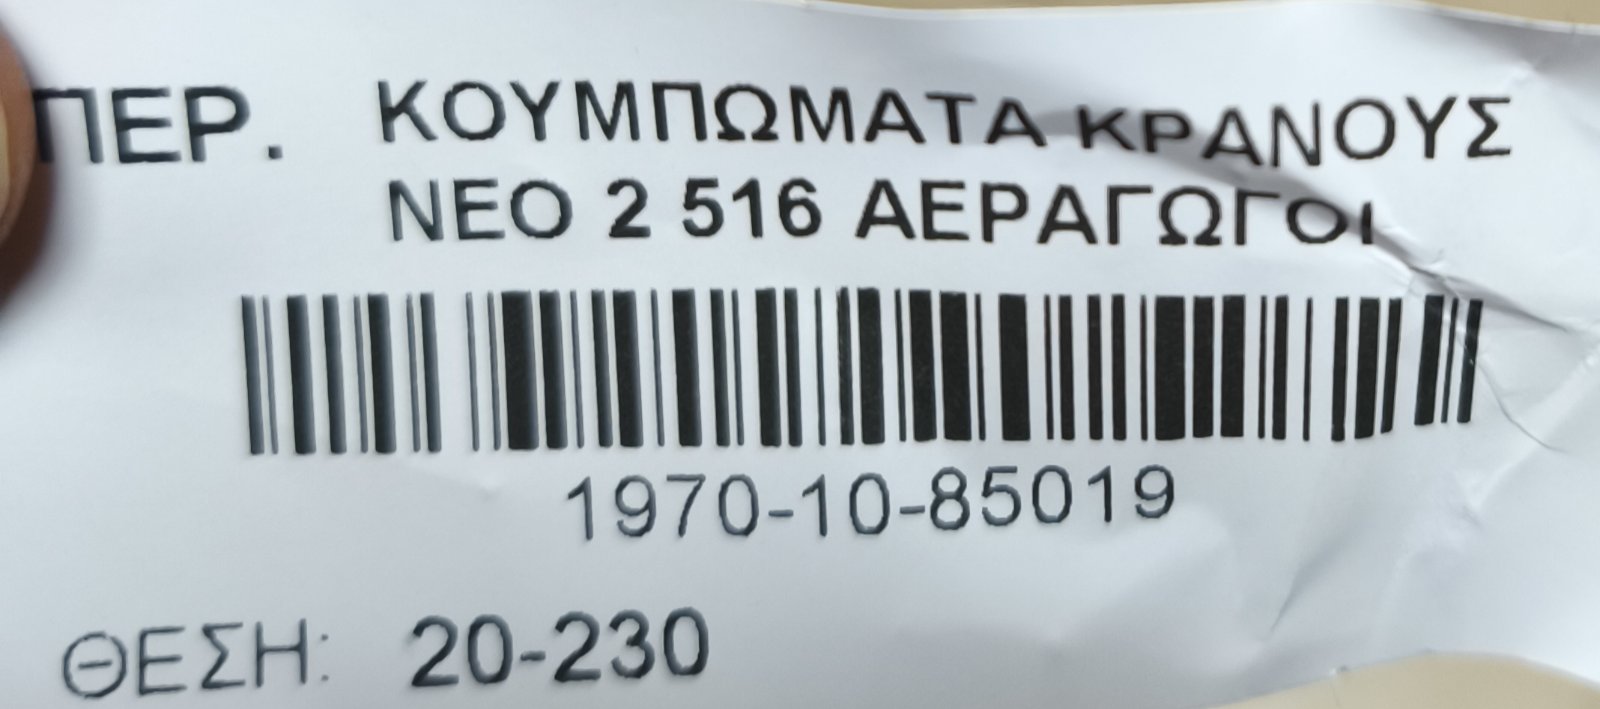 ΠΕΡ. ΚΟΥΜΠΩΜΑΤΑ ΚΡΑΝΟΥΣ
ΝΕΟ 2 516 ΑΕΡΑΓΩΓΟΙ
1970-10-85019
ΘΕΣΗ: 20-230